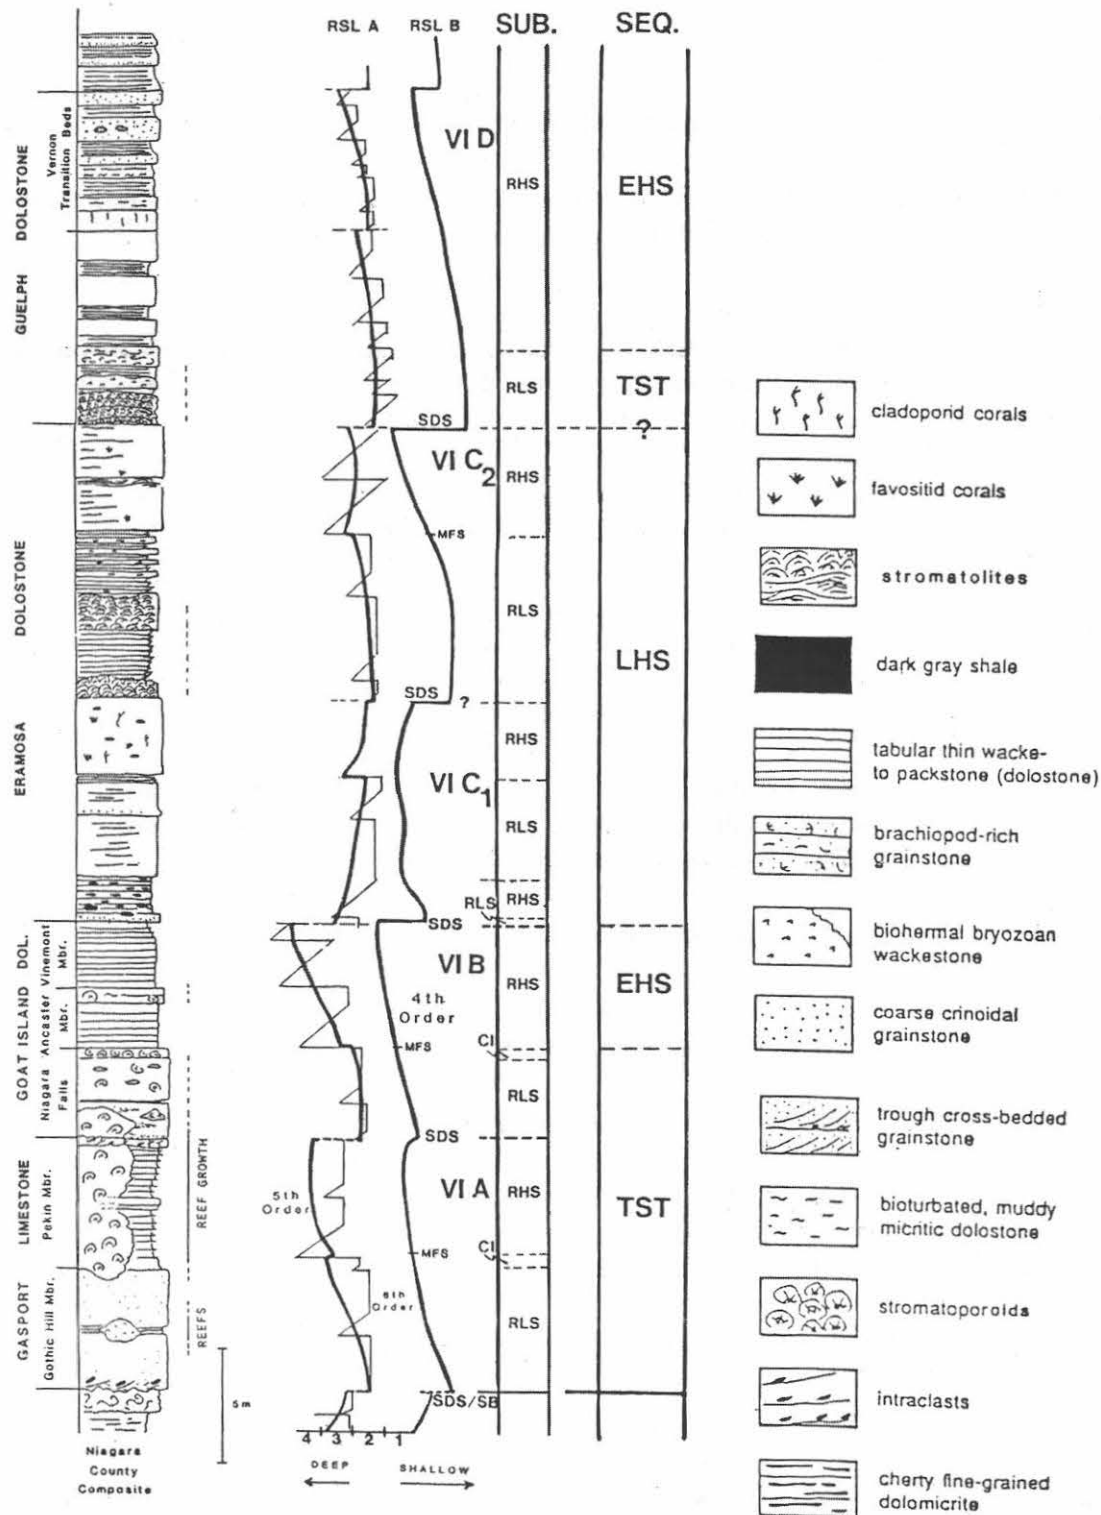 RSL A
RSL B
SUB.
SEQ.
DOLOSTONE
GUELPH
Vernon
Transition Beds
VI D
RHS
EHS
RLS
TST
SDS
?
VI C2
RHS
MFS
DOLOSTONE
RLS
LHS
SDS
?
ERAMOSA
RHS
VI C1
RLS
RLS
RHS
SDS
GOAT ISLAND DOL.
Vinemont
Mbr.
Ancaster
Mbr.
Niagara
Falls
VI B
RHS
EHS
4th
Order
CI
MFS
RLS
SDS
LIMESTONE
GASPORT
Pekin Mbr.
Gothic Hill Mbr.
REEF GROWTH
REEFS
5th
Order
VI A
RHS
TST
CI
MFS
6th
Order
RLS
SDS/SB
5m
4 3 2 1
DEEP
SHALLOW
Niagara
County
Composite
cladoporid corals
favositid corals
stromatolites
dark gray shale
tabular thin wacke-
to packstone (dolostone)
brachiopod-rich
grainstone
biohermal bryozoan
wackestone
coarse crinoidal
grainstone
trough cross-bedded
grainstone
bioturbated, muddy
micritic dolostone
stromatoporoids
intraclasts
cherty fine-grained
dolomicrite